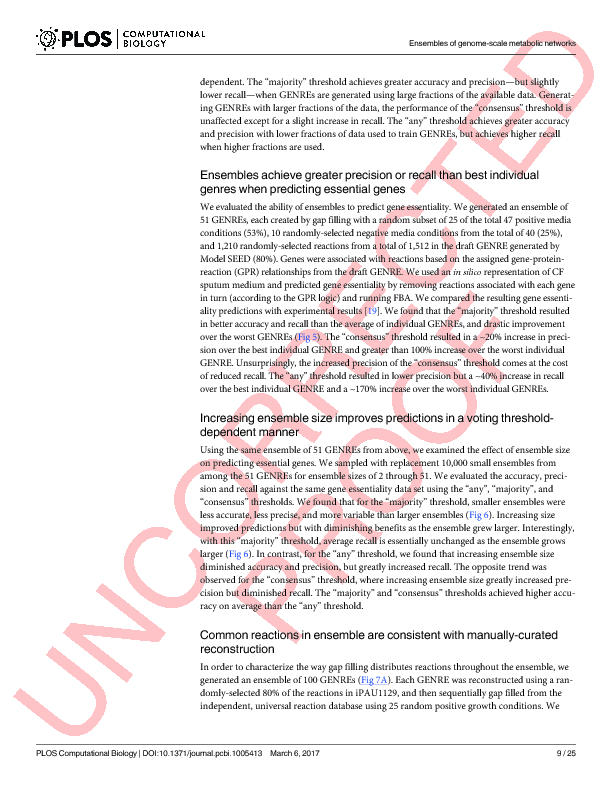 PLOS COMPUTATIONAL BIOLOGY
Ensembles of genome-scale metabolic networks
dependent. The “majority” threshold achieves greater accuracy and precision—but slightly
lower recall—when GENREs are generated using large fractions of the available data. Generat-
ing GENREs with larger fractions of the data, the performance of the “consensus” threshold is
unaffected except for a slight increase in recall. The “any” threshold achieves greater accuracy
and precision with lower fractions of data used to train GENREs, but achieves higher recall
when higher fractions are used.
Ensembles achieve greater precision or recall than best individual
genres when predicting essential genes
We evaluated the ability of ensembles to predict gene essentiality. We generated an ensemble of
51 GENREs, each created by gap filling with a random subset of 25 of the total 47 positive media
conditions (53%), 10 randomly-selected negative media conditions from the total of 40 (25%),
and 1,210 randomly-selected reactions from a total of 1,512 in the draft GENRE generated by
Model SEED (80%). Genes were associated with reactions based on the assigned gene-protein-
reaction (GPR) relationships from the draft GENRE. We used an in silico representation of CF
sputum medium and predicted gene essentiality by removing reactions associated with each gene
in turn (according to the GPR logic) and running FBA. We compared the resulting gene essenti-
ality predictions with experimental results [19]. We found that the “majority” threshold resulted
in better accuracy and recall than the average of individual GENREs, and drastic improvement
over the worst GENREs (Fig 5). The “consensus” threshold resulted in a ~20% increase in preci-
sion over the best individual GENRE and greater than 100% increase over the worst individual
GENRE. Unsurprisingly, the increased precision of the “consensus” threshold comes at the cost
of reduced recall. The “any” threshold resulted in lower precision but a ~40% increase in recall
over the best individual GENRE and a ~170% increase over the worst individual GENREs.
Increasing ensemble size improves predictions in a voting threshold-
dependent manner
Using the same ensemble of 51 GENREs from above, we examined the effect of ensemble size
on predicting essential genes. We sampled with replacement 10,000 small ensembles from
among the 51 GENREs for ensemble sizes of 2 through 51. We evaluated the accuracy, preci-
sion and recall against the same gene essentiality data set using the “any”, “majority”, and
“consensus” thresholds. We found that for the “majority” threshold, smaller ensembles were
less accurate, less precise, and more variable than larger ensembles (Fig 6). Increasing size
improved predictions but with diminishing benefits as the ensemble grew larger. Interestingly,
with this “majority” threshold, average recall is essentially unchanged as the ensemble grows
larger (Fig 6). In contrast, for the “any” threshold, we found that increasing ensemble size
diminished accuracy and precision, but greatly increased recall. The opposite trend was
observed for the “consensus” threshold, where increasing ensemble size greatly increased pre-
cision but diminished recall. The “majority” and “consensus” thresholds achieved higher accu-
racy on average than the “any” threshold.
Common reactions in ensemble are consistent with manually-curated
reconstruction
In order to characterize the way gap filling distributes reactions throughout the ensemble, we
generated an ensemble of 100 GENREs (Fig 7A). Each GENRE was reconstructed using a ran-
domly-selected 80% of the reactions in iPAU1129, and then sequentially gap filled from the
independent, universal reaction database using 25 random positive growth conditions. We
PLOS Computational Biology | DOI:10.1371/journal.pcbi.1005413 March 6, 2017
9 / 25
UNCORRECTED
PROOF